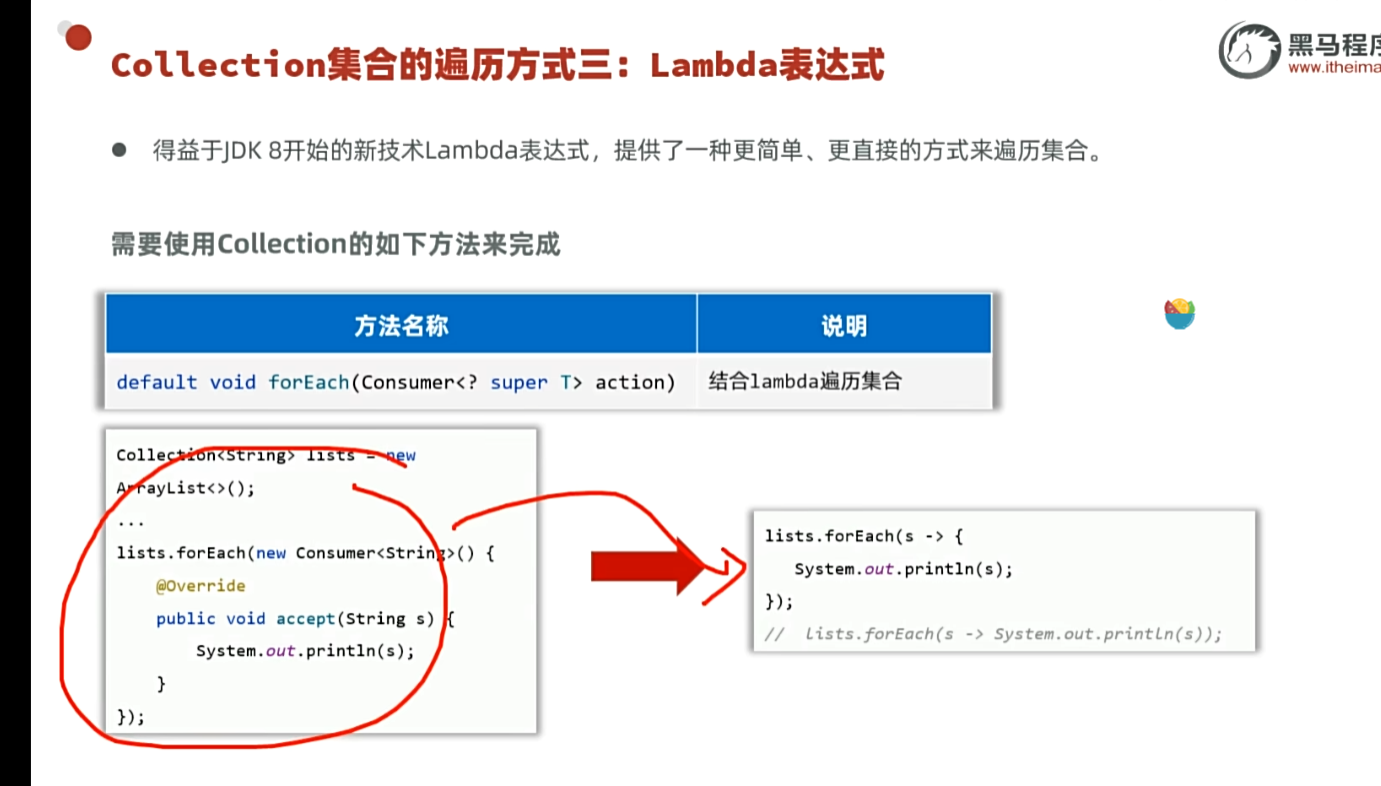 Collection集合的遍历方式三：Lambda表达式
黑马程序
www.itheima
得益于JDK 8开始的新技术Lambda表达式，提供了一种更简单、更直接的方式来遍历集合。
需要使用Collection的如下方法来完成
方法名称 说明
default void forEach(Consumer<? super T> action) 结合lambda遍历集合
Collection<String> lists = new
ArrayList<>();
...
lists.forEach(new Consumer<String>() {
@Override
public void accept(String s) {
System.out.println(s);
}
});
lists.forEach(s -> {
System.out.println(s);
});
// lists.forEach(s -> System.out.println(s));